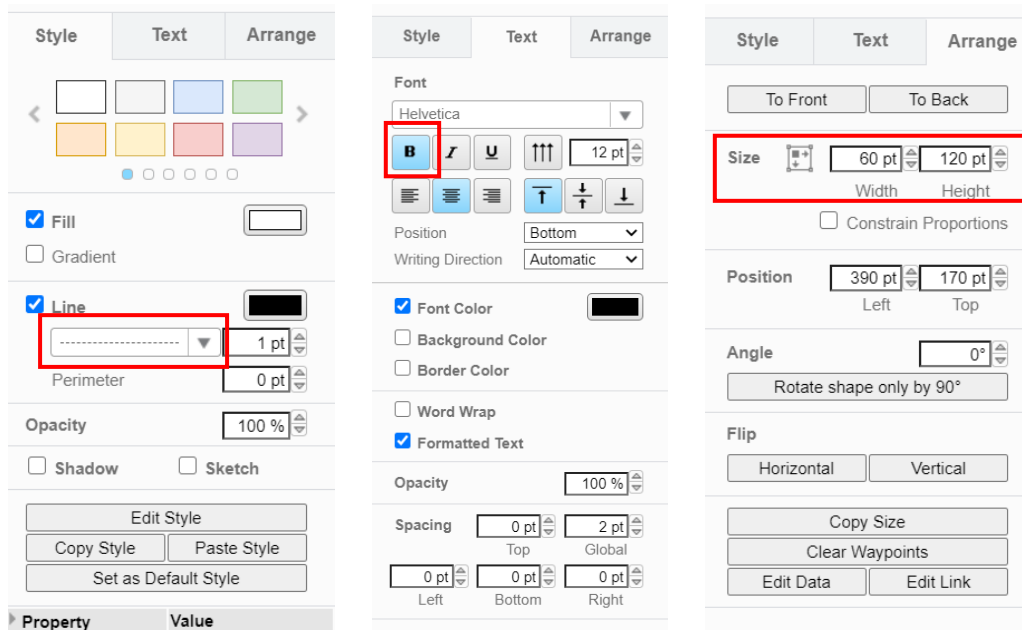 Style Text Arrange
Fill
Gradient
Line
1 pt
Perimeter 0 pt
Opacity 100 %
Shadow Sketch
Edit Style
Copy Style Paste Style
Set as Default Style
Property Value
Style Text Arrange
Font
Helvetica
B I U 12 pt
Position Bottom
Writing Direction Automatic
Font Color
Background Color
Border Color
Word Wrap
Formatted Text
Opacity 100 %
Spacing 0 pt 2 pt
Top Global
0 pt 0 pt 0 pt
Left Bottom Right
Style Text Arrange
To Front To Back
Size 60 pt 120 pt
Width Height
Constrain Proportions
Position 390 pt 170 pt
Left Top
Angle 0°
Rotate shape only by 90°
Flip
Horizontal Vertical
Copy Size
Clear Waypoints
Edit Data Edit Link